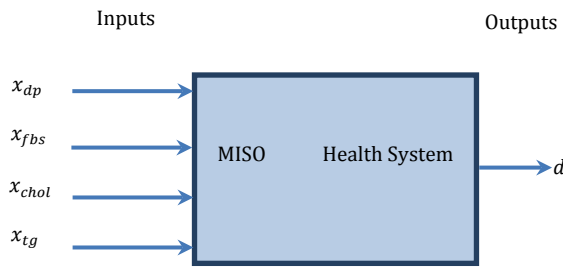 Inputs
Outputs
x_dp
x_fbs
MISO Health System
d
x_chol
x_tg